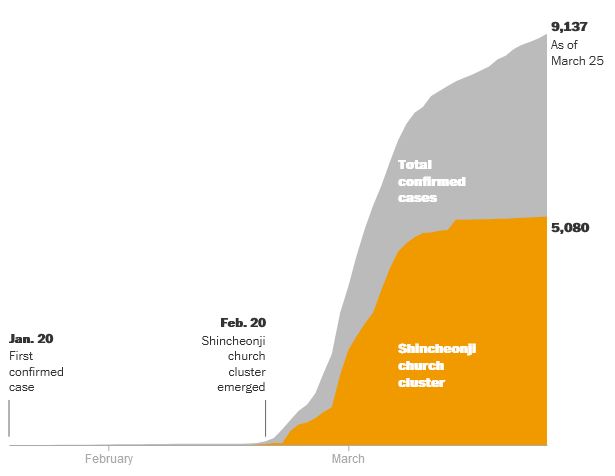 9,137
As of
March 25
Total
confirmed
cases
5,080
Feb. 20
Shincheonji
church
cluster
emerged
Jan. 20
First
confirmed
case
Shincheonji
church
cluster
February
March